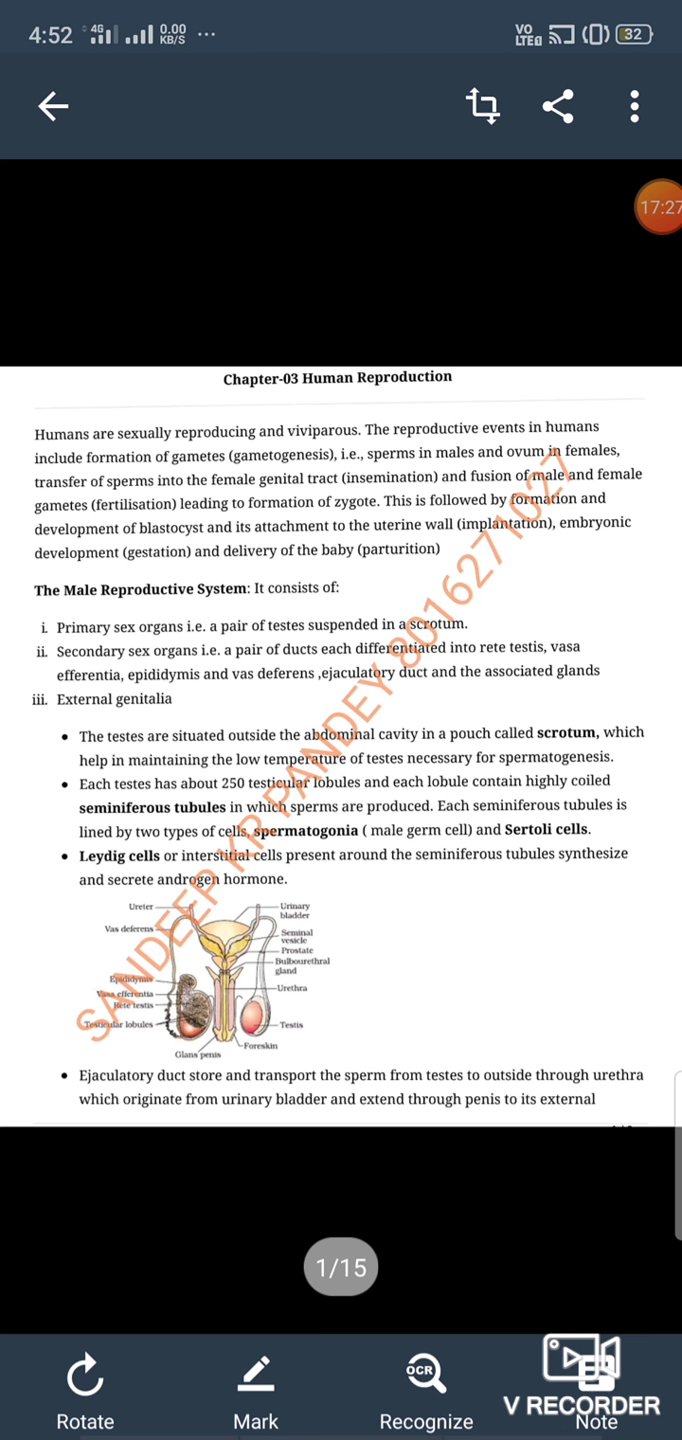 4:52 4G 0.00 KB/S ... VO LTE1 32
17:27
Chapter-03 Human Reproduction
Humans are sexually reproducing and viviparous. The reproductive events in humans
include formation of gametes (gametogenesis), i.e., sperms in males and ovum in females,
transfer of sperms into the female genital tract (insemination) and fusion of male and female
gametes (fertilisation) leading to formation of zygote. This is followed by formation and
development of blastocyst and its attachment to the uterine wall (implantation), embryonic
development (gestation) and delivery of the baby (parturition)
The Male Reproductive System: It consists of:
i. Primary sex organs i.e. a pair of testes suspended in a scrotum.
ii. Secondary sex organs i.e. a pair of ducts each differentiated into rete testis, vasa
efferentia, epididymis and vas deferens ,ejaculatory duct and the associated glands
iii. External genitalia
• The testes are situated outside the abdominal cavity in a pouch called scrotum, which
help in maintaining the low temperature of testes necessary for spermatogenesis.
• Each testes has about 250 testicular lobules and each lobule contain highly coiled
seminiferous tubules in which sperms are produced. Each seminiferous tubules is
lined by two types of cells, spermatogonia ( male germ cell) and Sertoli cells.
• Leydig cells or interstitial cells present around the seminiferous tubules synthesize
and secrete androgen hormone.
Ureter
Vas deferens
Epididymis
Vasa efferentia
Rete testis
Testicular lobules
Glans penis
Urinary
bladder
Seminal
vesicle
Prostate
Bulbourethral
gland
Urethra
Testis
Foreskin
• Ejaculatory duct store and transport the sperm from testes to outside through urethra
which originate from urinary bladder and extend through penis to its external
SANDEEP KR PANDEY 8016271027
1/15
Rotate
Mark
OCR
Recognize
Note
V RECORDER